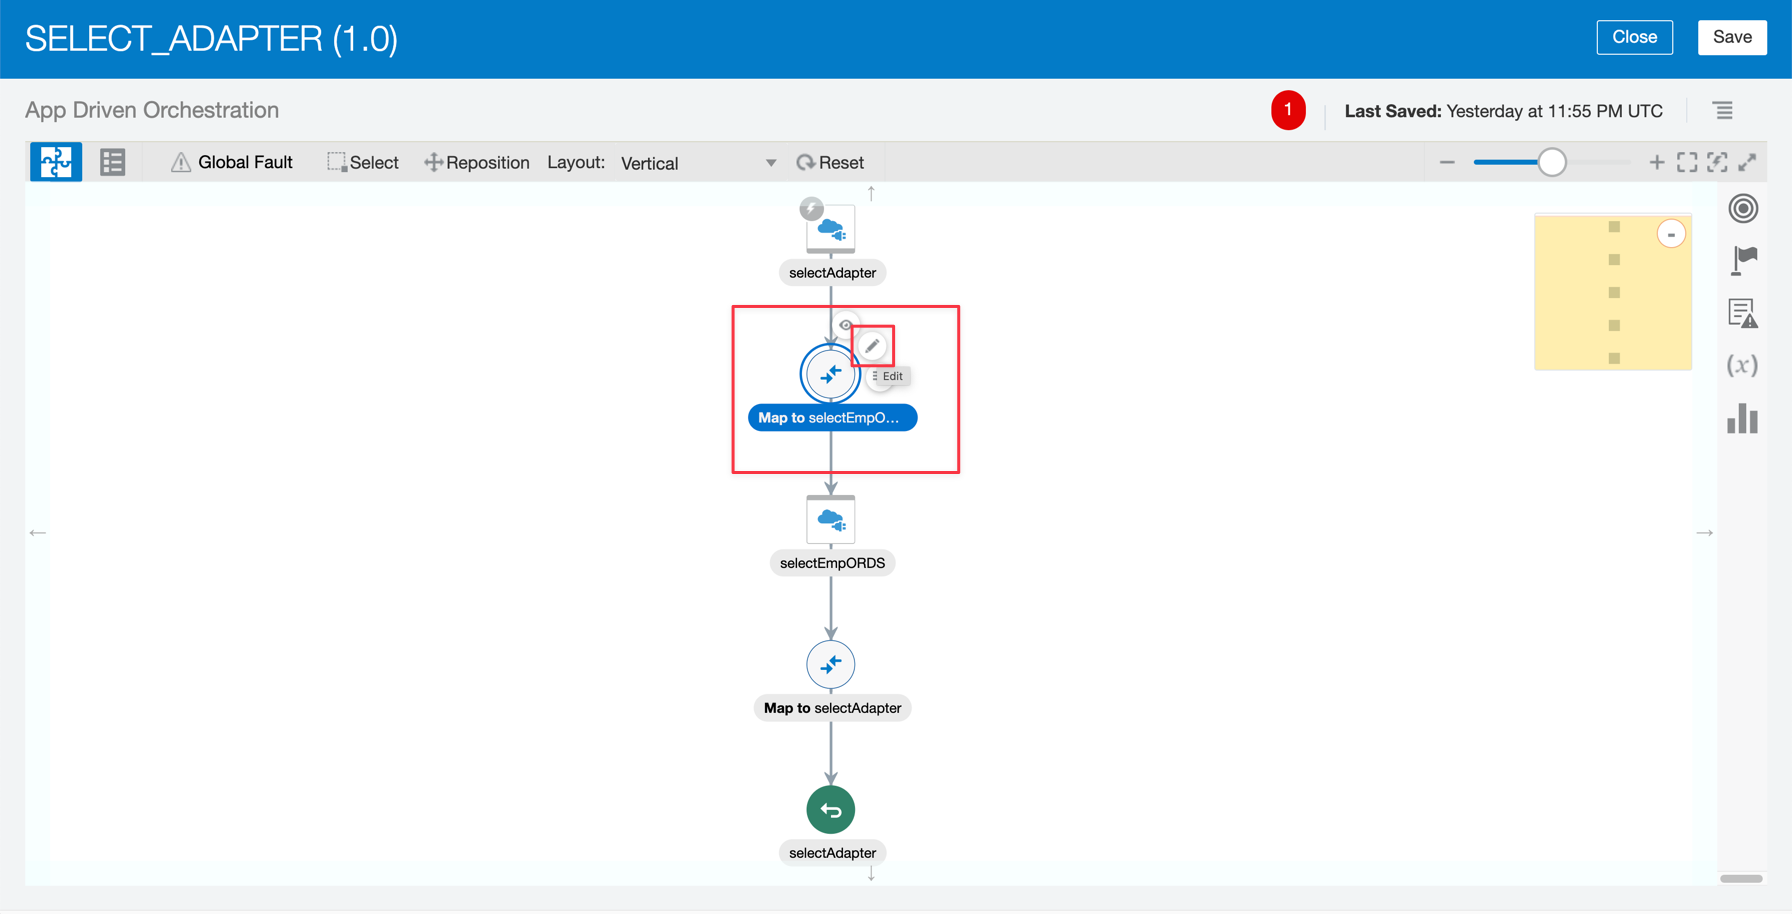 SELECT_ADAPTER (1.0)
Close
Save
App Driven Orchestration
1
Last Saved: Yesterday at 11:55 PM UTC
Global Fault
Select
Reposition
Layout:
Vertical
Reset
selectAdapter
Edit
Map to selectEmpO...
selectEmpORDS
Map to selectAdapter
selectAdapter
(x)